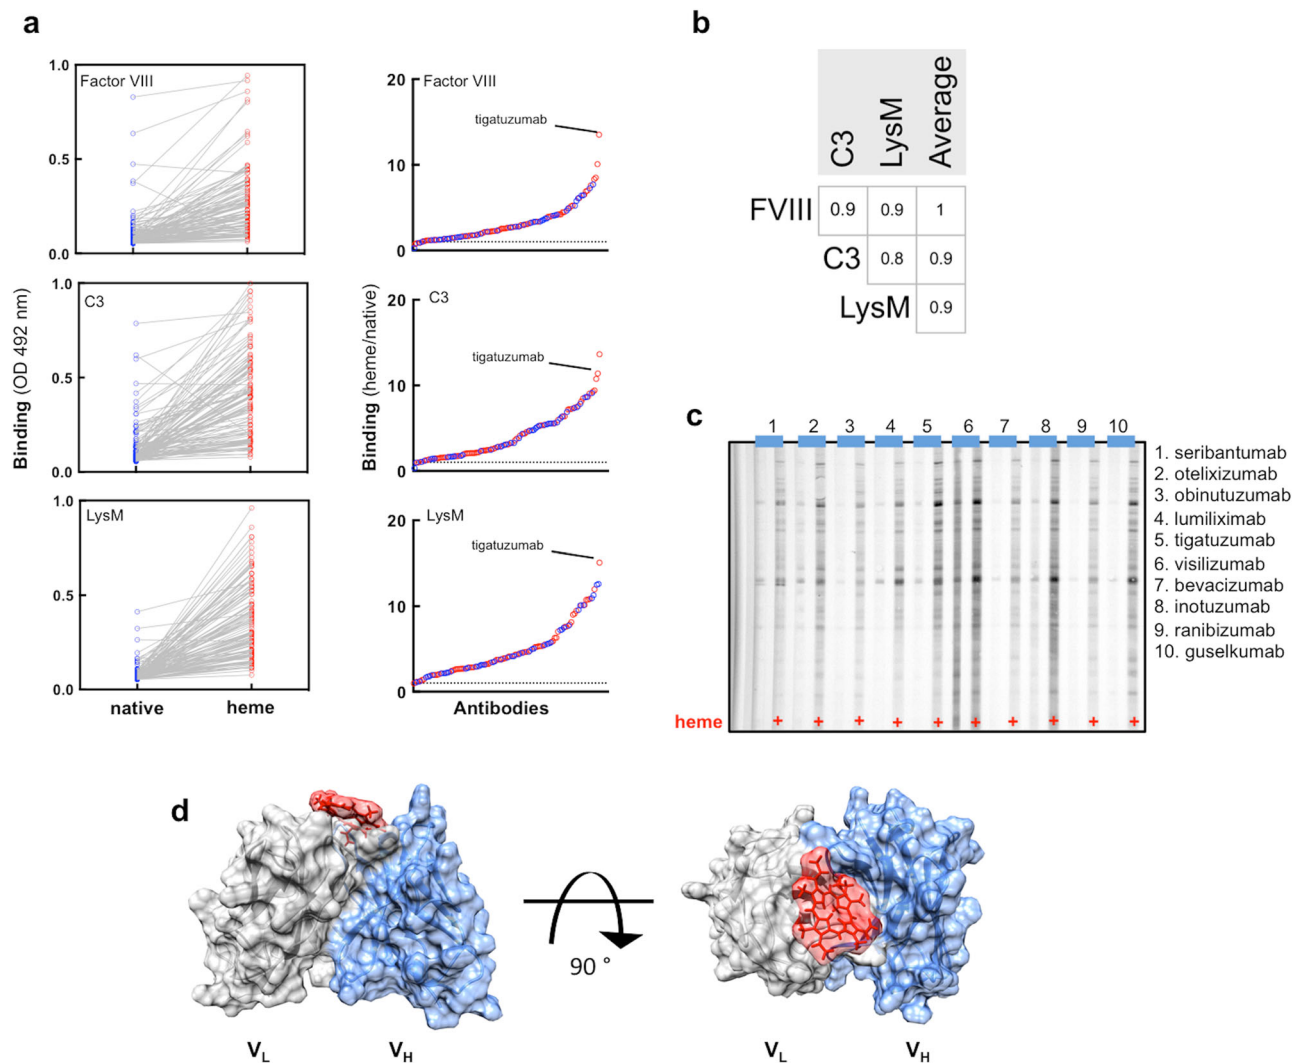 a
Binding (OD 492 nm)
1.0
0.5
0.0
Factor VIII
1.0
0.5
0.0
C3
1.0
0.5
0.0
LysM
native
heme
Binding (heme/native)
20
10
0
Factor VIII
tigatuzumab
20
10
0
C3
tigatuzumab
20
10
0
LysM
tigatuzumab
Antibodies
b
C3
LysM
Average
FVIII 0.9 0.9 1
C3 0.8 0.9
LysM 0.9
c
1 2 3 4 5 6 7 8 9 10
heme + + + + + + + + + +
1. seribantumab
2. otelixizumab
3. obinutuzumab
4. lumiliximab
5. tigatuzumab
6. visilizumab
7. bevacizumab
8. inotuzumab
9. ranibizumab
10. guselkumab
d
90 °
VL
VH
VL
VH